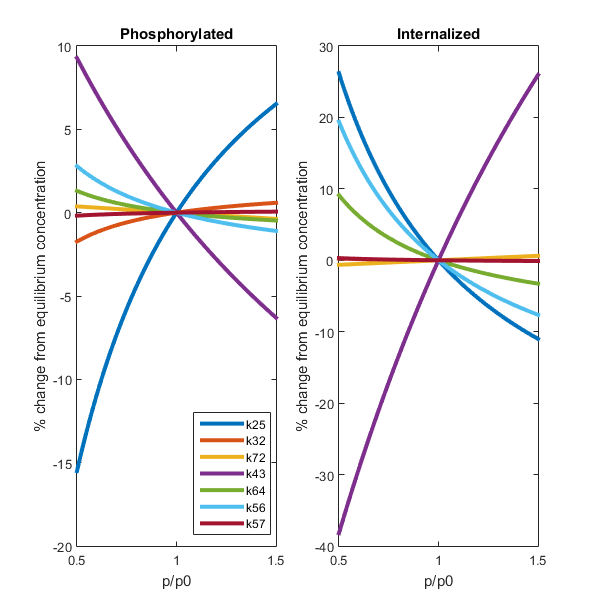 Phosphorylated
% change from equilibrium concentration
10
5
0
-5
-10
-15
-20
0.5
1
1.5
p/p0
k25
k32
k72
k43
k64
k56
k57
Internalized
% change from equilibrium concentration
30
20
10
0
-10
-20
-30
-40
0.5
1
1.5
p/p0